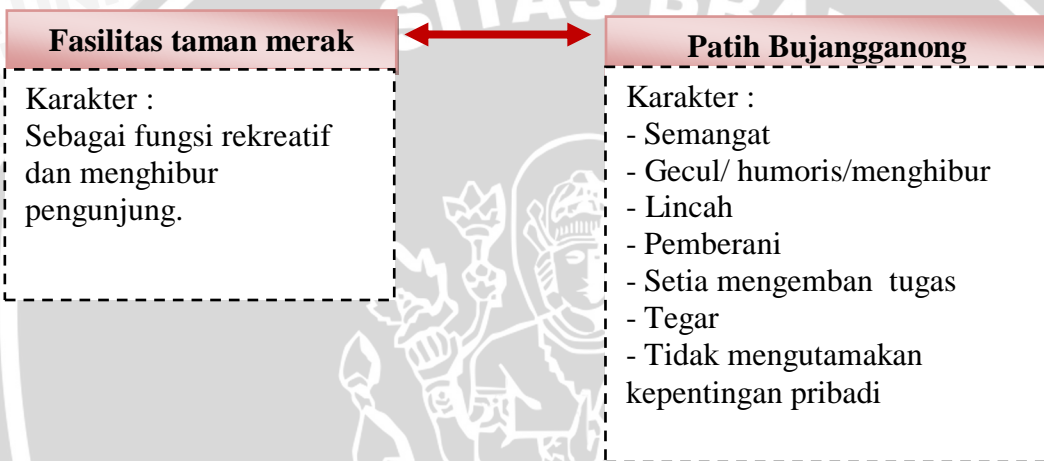 Fasilitas taman merak
Karakter :
Sebagai fungsi rekreatif
dan menghibur
pengunjung.
Patih Bujangganong
Karakter :
- Semangat
- Gecul/ humoris/menghibur
- Lincah
- Pemberani
- Setia mengemban  tugas
- Tegar
- Tidak mengutamakan
kepentingan pribadi